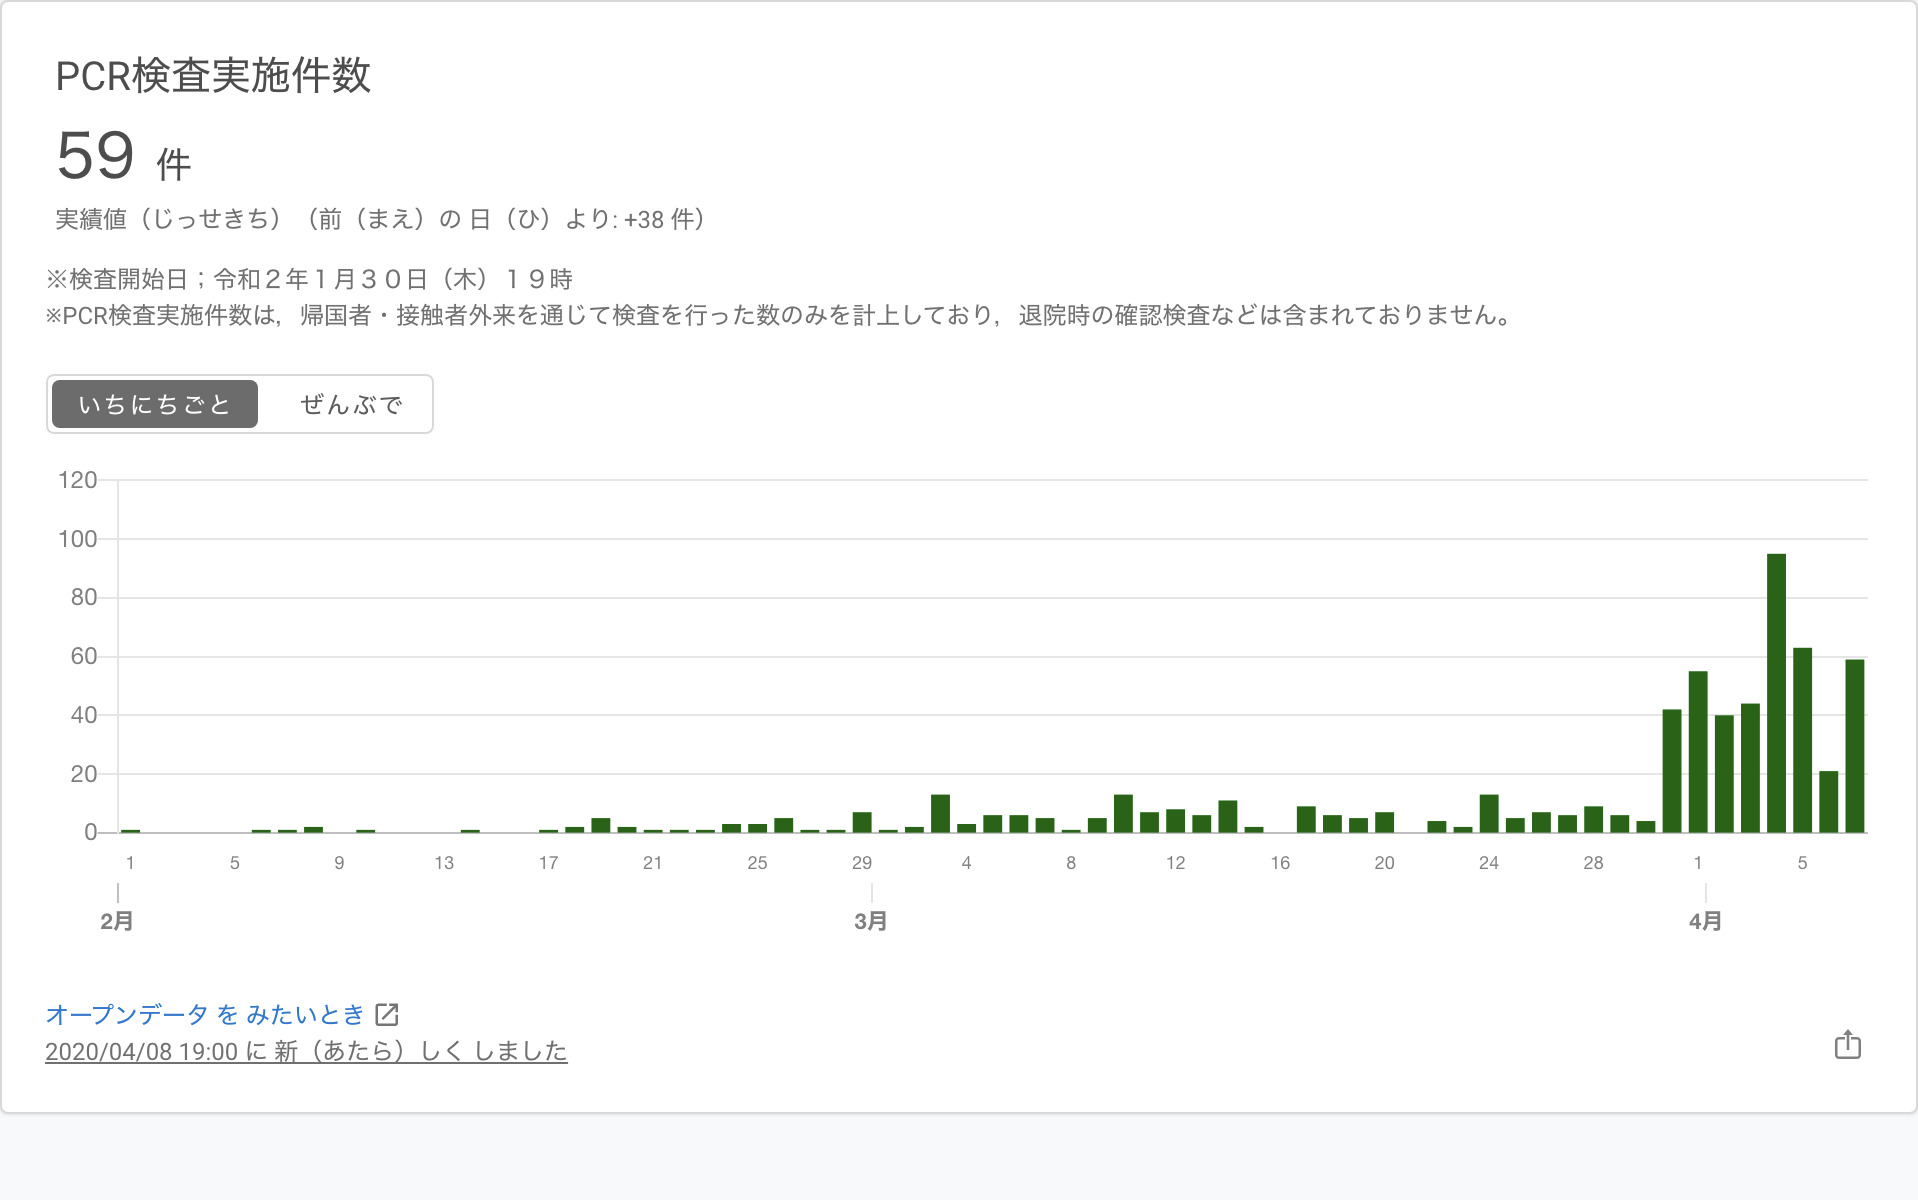 PCR検査実施件数
59 件
実績値（じっせきち）（前（まえ）の 日（ひ）より: +38 件）
※検査開始日；令和２年１月３０日（木）１９時
※PCR検査実施件数は，帰国者・接触者外来を通じて検査を行った数のみを計上しており，退院時の確認検査などは含まれておりません。
いちにちごと ぜんぶで
120
100
80
60
40
20
0
1 5 9 13 17 21 25 29 4 8 12 16 20 24 28 1 5
2月 3月 4月
オープンデータ を みたいとき
2020/04/08 19:00 に 新（あたら）しく しました